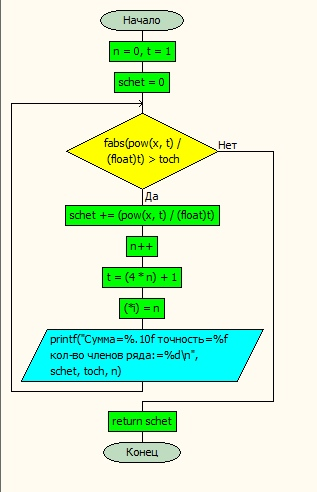 Начало
n = 0, t = 1
schet = 0
fabs(pow(x, t) /
(float)t) > toch
Нет
Да
schet += (pow(x, t) / (float)t)
n++
t = (4 * n) + 1
(*i) = n
printf("Сумма=%.10f точность=%f
кол-во членов ряда:=%d\n",
schet, toch, n)
return schet
Конец